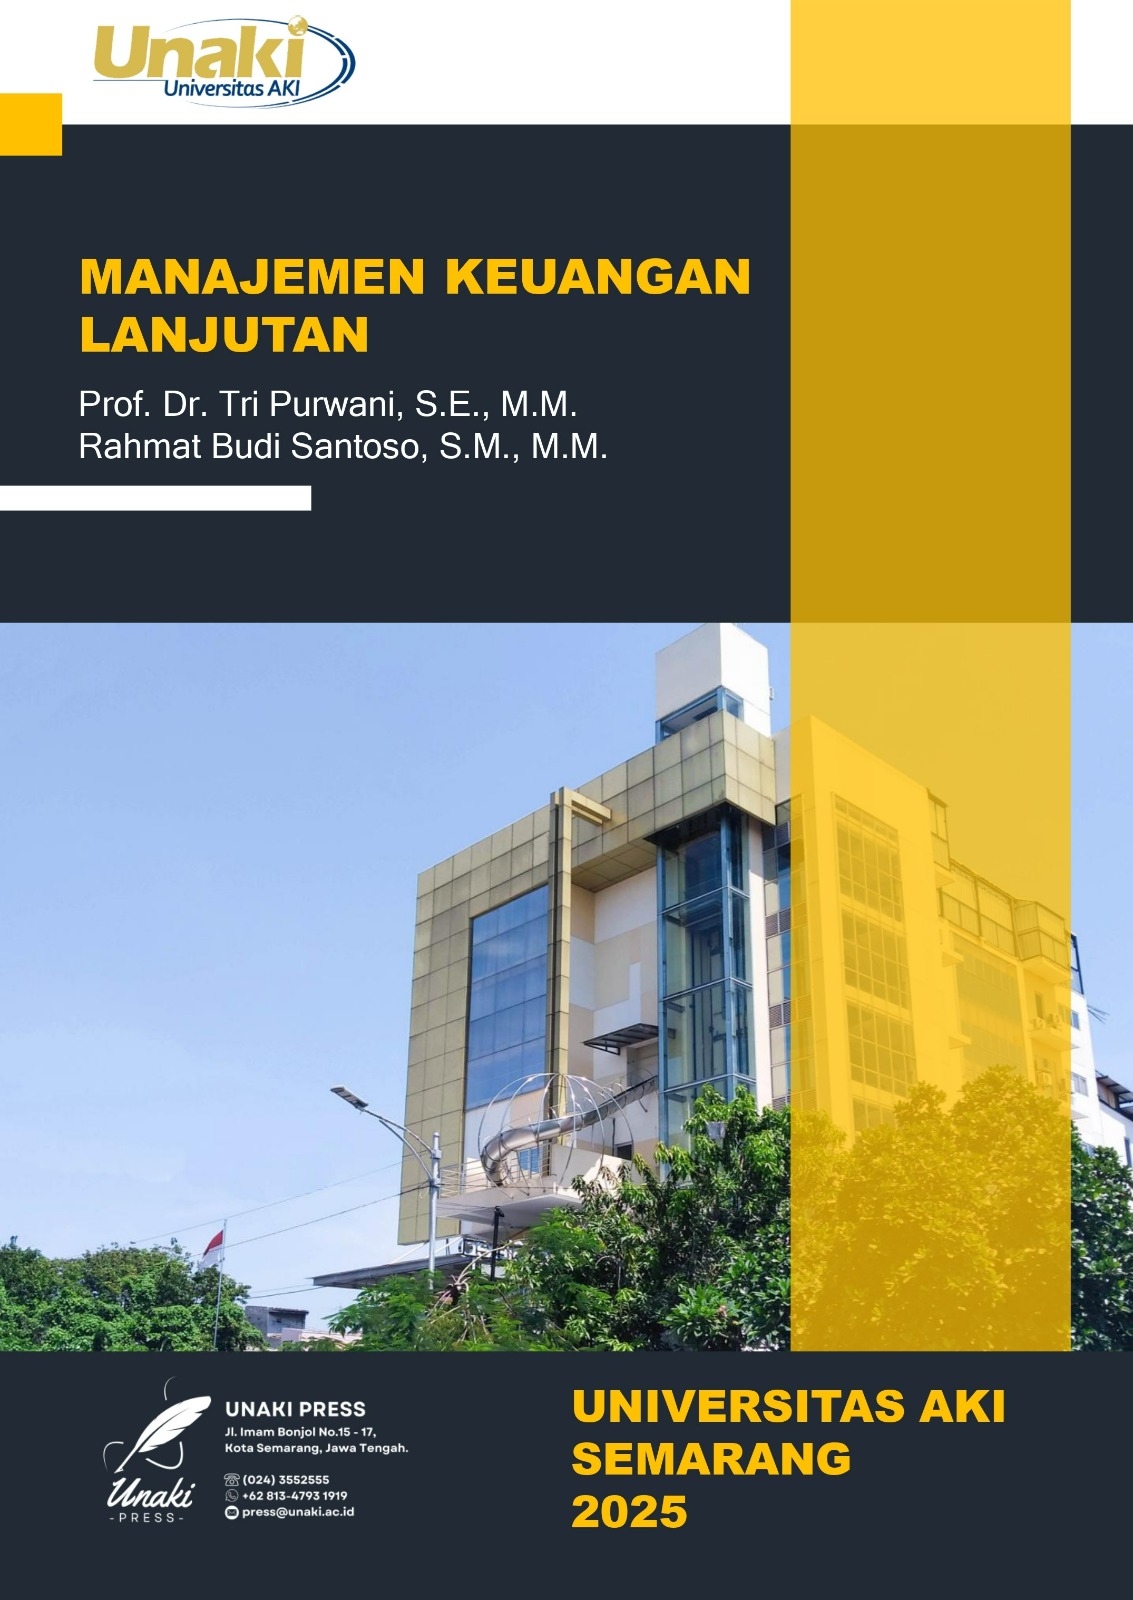 Unaki
Universitas AKI
MANAJEMEN KEUANGAN
LANJUTAN
Prof. Dr. Tri Purwani, S.E., M.M.
Rahmat Budi Santoso, S.M., M.M.
Unaki
-PRESS-
UNAKI PRESS
Jl. Imam Bonjol No.15 - 17,
Kota Semarang, Jawa Tengah.
(024) 3552555
+62 813-4793 1919
press@unaki.ac.id
UNIVERSITAS AKI
SEMARANG
2025